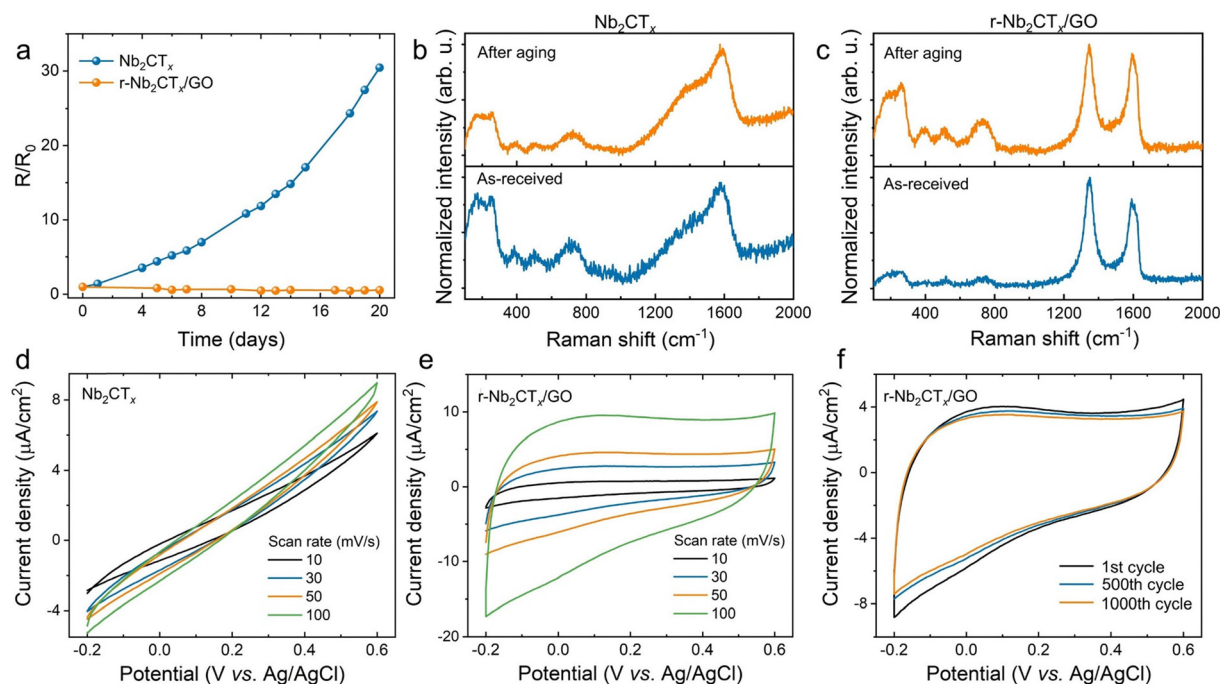 a
Nb₂CTₓ
r-Nb₂CTₓ/GO
R/R₀
30
20
10
0
0
4
8
12
16
20
Time (days)
b
Nb₂CTₓ
After aging
As-received
Normalized intensity (arb. u.)
400
800
1200
1600
2000
Raman shift (cm⁻¹)
c
r-Nb₂CTₓ/GO
After aging
As-received
Normalized intensity (arb. u.)
400
800
1200
1600
2000
Raman shift (cm⁻¹)
d
Nb₂CTₓ
Current density (μA/cm²)
8
4
0
-4
Scan rate (mV/s)
10
30
50
100
-0.2
0.0
0.2
0.4
0.6
Potential (V vs. Ag/AgCl)
e
r-Nb₂CTₓ/GO
Current density (μA/cm²)
10
0
-10
-20
Scan rate (mV/s)
10
30
50
100
-0.2
0.0
0.2
0.4
0.6
Potential (V vs. Ag/AgCl)
f
r-Nb₂CTₓ/GO
Current density (μA/cm²)
4
0
-4
-8
1st cycle
500th cycle
1000th cycle
-0.2
0.0
0.2
0.4
0.6
Potential (V vs. Ag/AgCl)